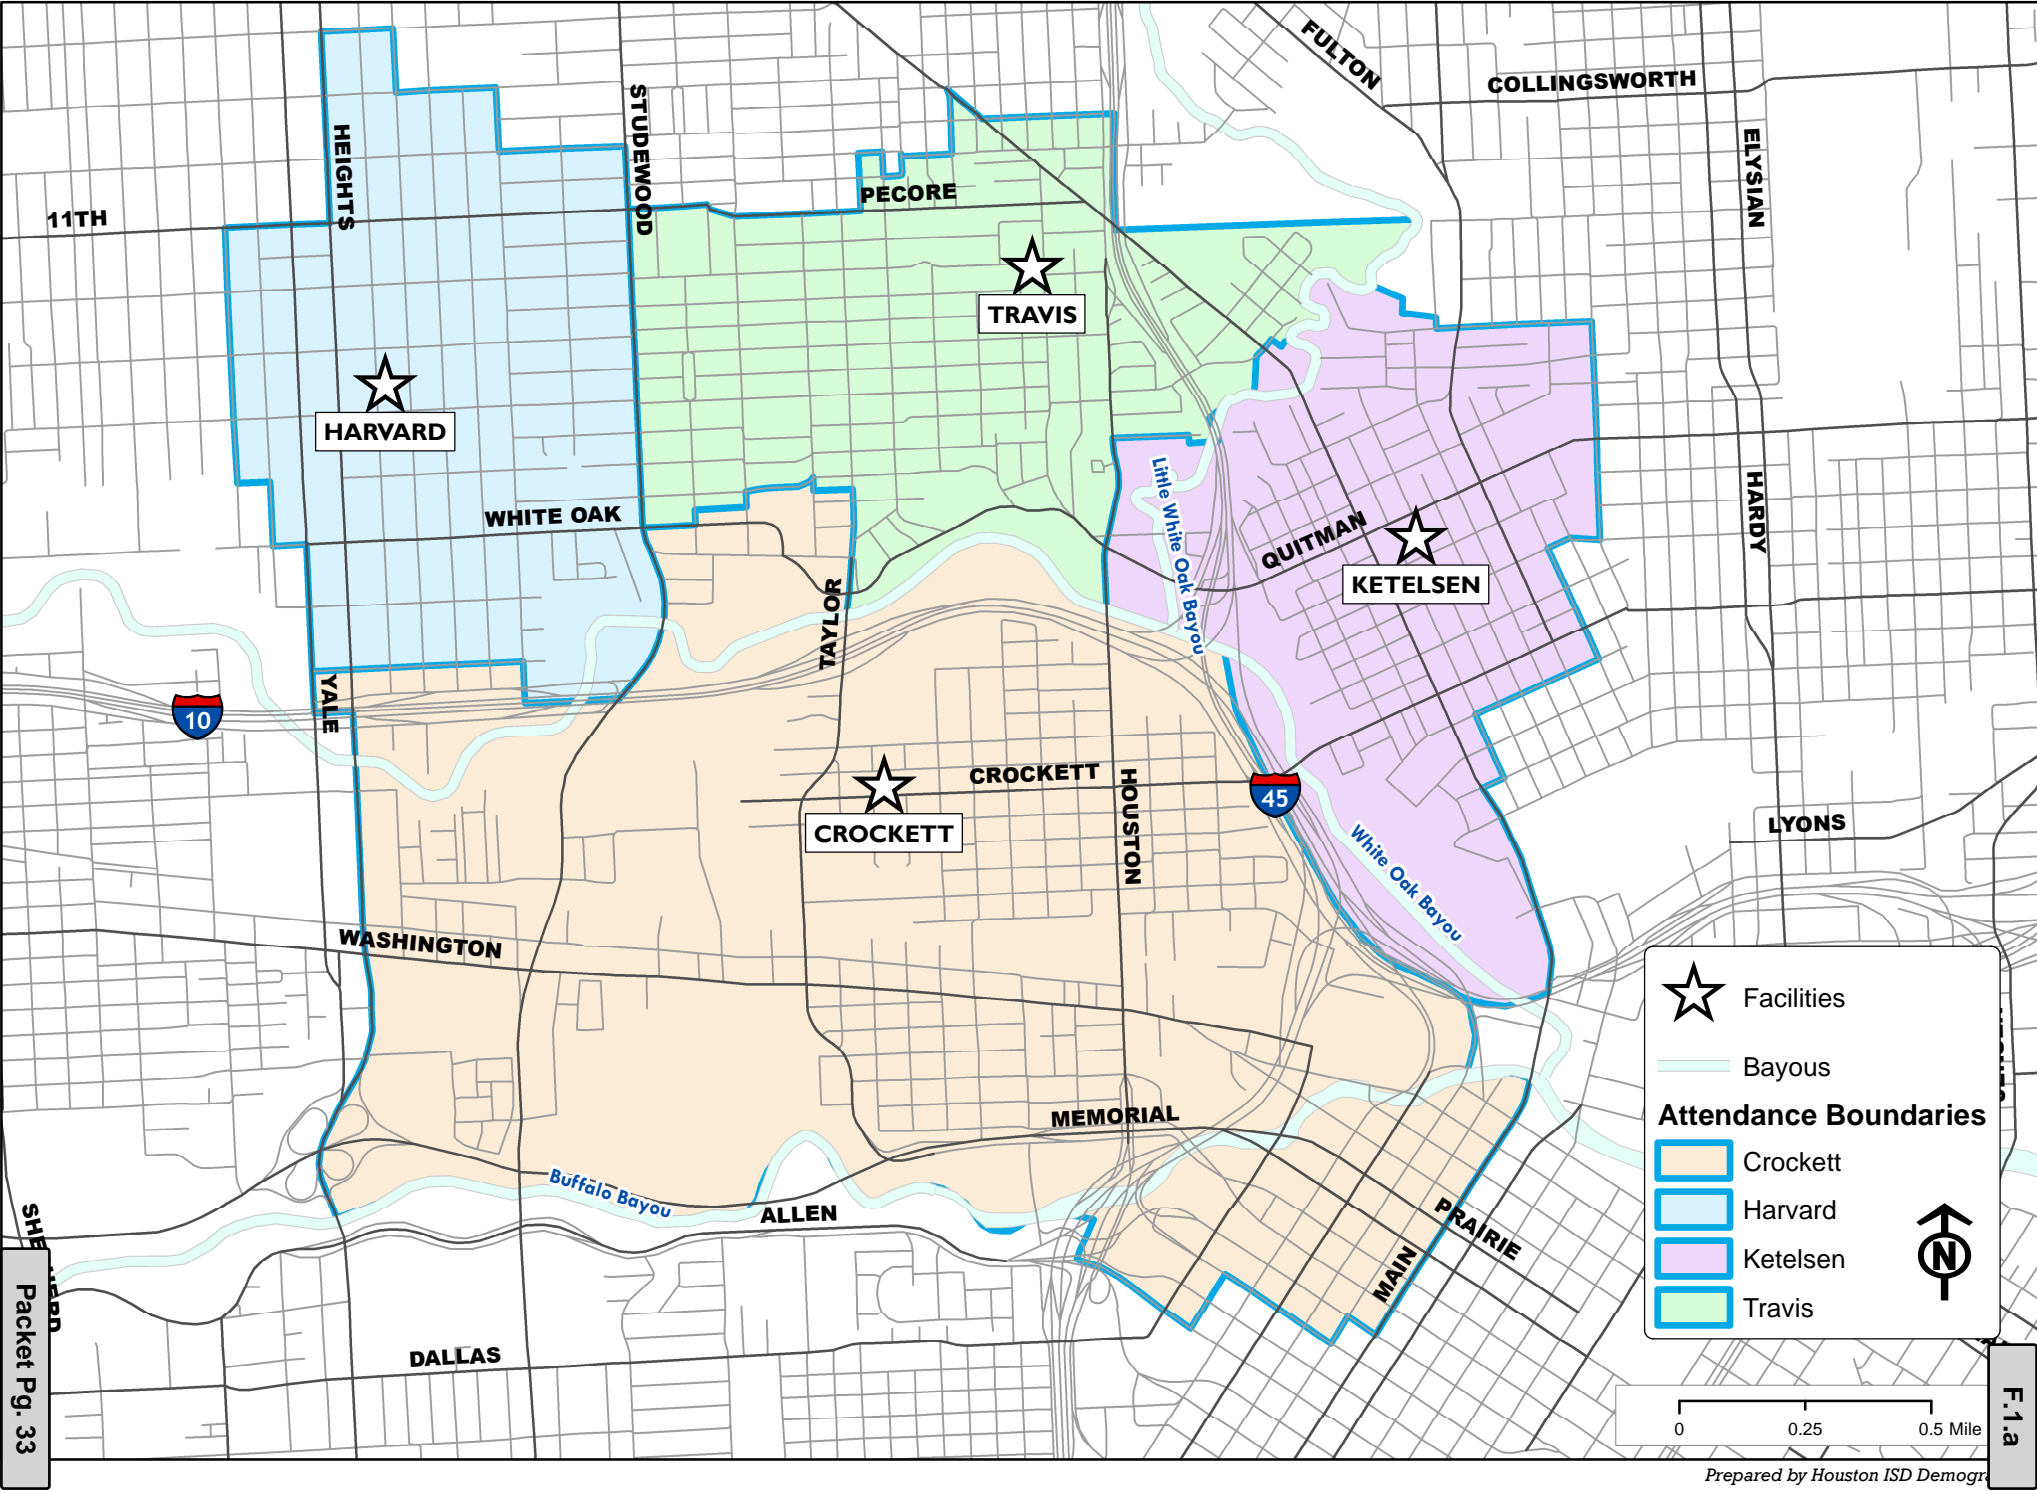 FULTON
COLLINGSWORTH
STUDEWOOD
HEIGHTS
ELYSIAN
PECORE
11TH
TRAVIS
HARVARD
Little White Oak Bayou
WHITE OAK
QUITMAN
HARDY
KETELSEN
TAYLOR
YALE
10
CROCKETT
HOUSTON
45
CROCKETT
LYONS
White Oak Bayou
WASHINGTON
MEMORIAL
Buffalo Bayou
ALLEN
PRAIRIE
MAIN
DALLAS
Facilities
Bayous
Attendance Boundaries
Crockett
Harvard
Ketelsen
Travis
N
0 0.25 0.5 Mile
Packet Pg. 33
F.1.a
Prepared by Houston ISD